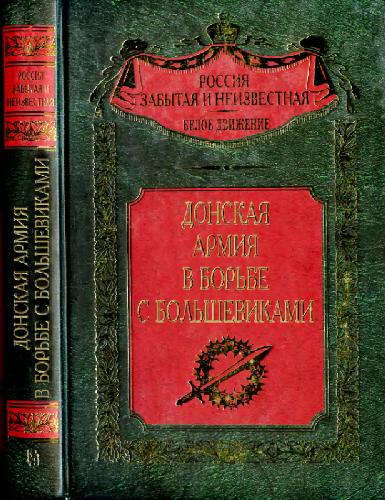 РОССИЯ
ЗАБЫТАЯ И
НЕИЗВЕСТНАЯ
ДОНСКАЯ АРМИЯ
В БОРЬБЕ С БОЛЬШЕВИКАМИ
РОССИЯ
ЗАБЫТАЯ И НЕИЗВЕСТНАЯ
БЕЛОЕ ДВИЖЕНИЕ
ДОНСКАЯ
АРМИЯ
В БОРЬБЕ
С БОЛЬШЕВИКАМИ